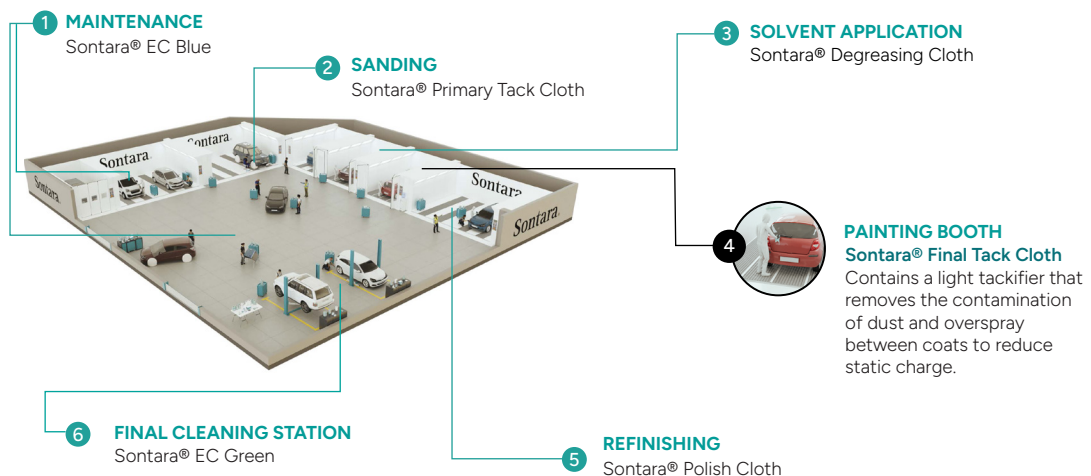 1 MAINTENANCE
Sontara® EC Blue
2 SANDING
Sontara® Primary Tack Cloth
3 SOLVENT APPLICATION
Sontara® Degreasing Cloth
Sontara
Sontara
Sontara
Sontara
Sontara
4 PAINTING BOOTH
Sontara® Final Tack Cloth
Contains a light tackifier that
removes the contamination
of dust and overspray
between coats to reduce
static charge.
6 FINAL CLEANING STATION
Sontara® EC Green
5 REFINISHING
Sontara® Polish Cloth